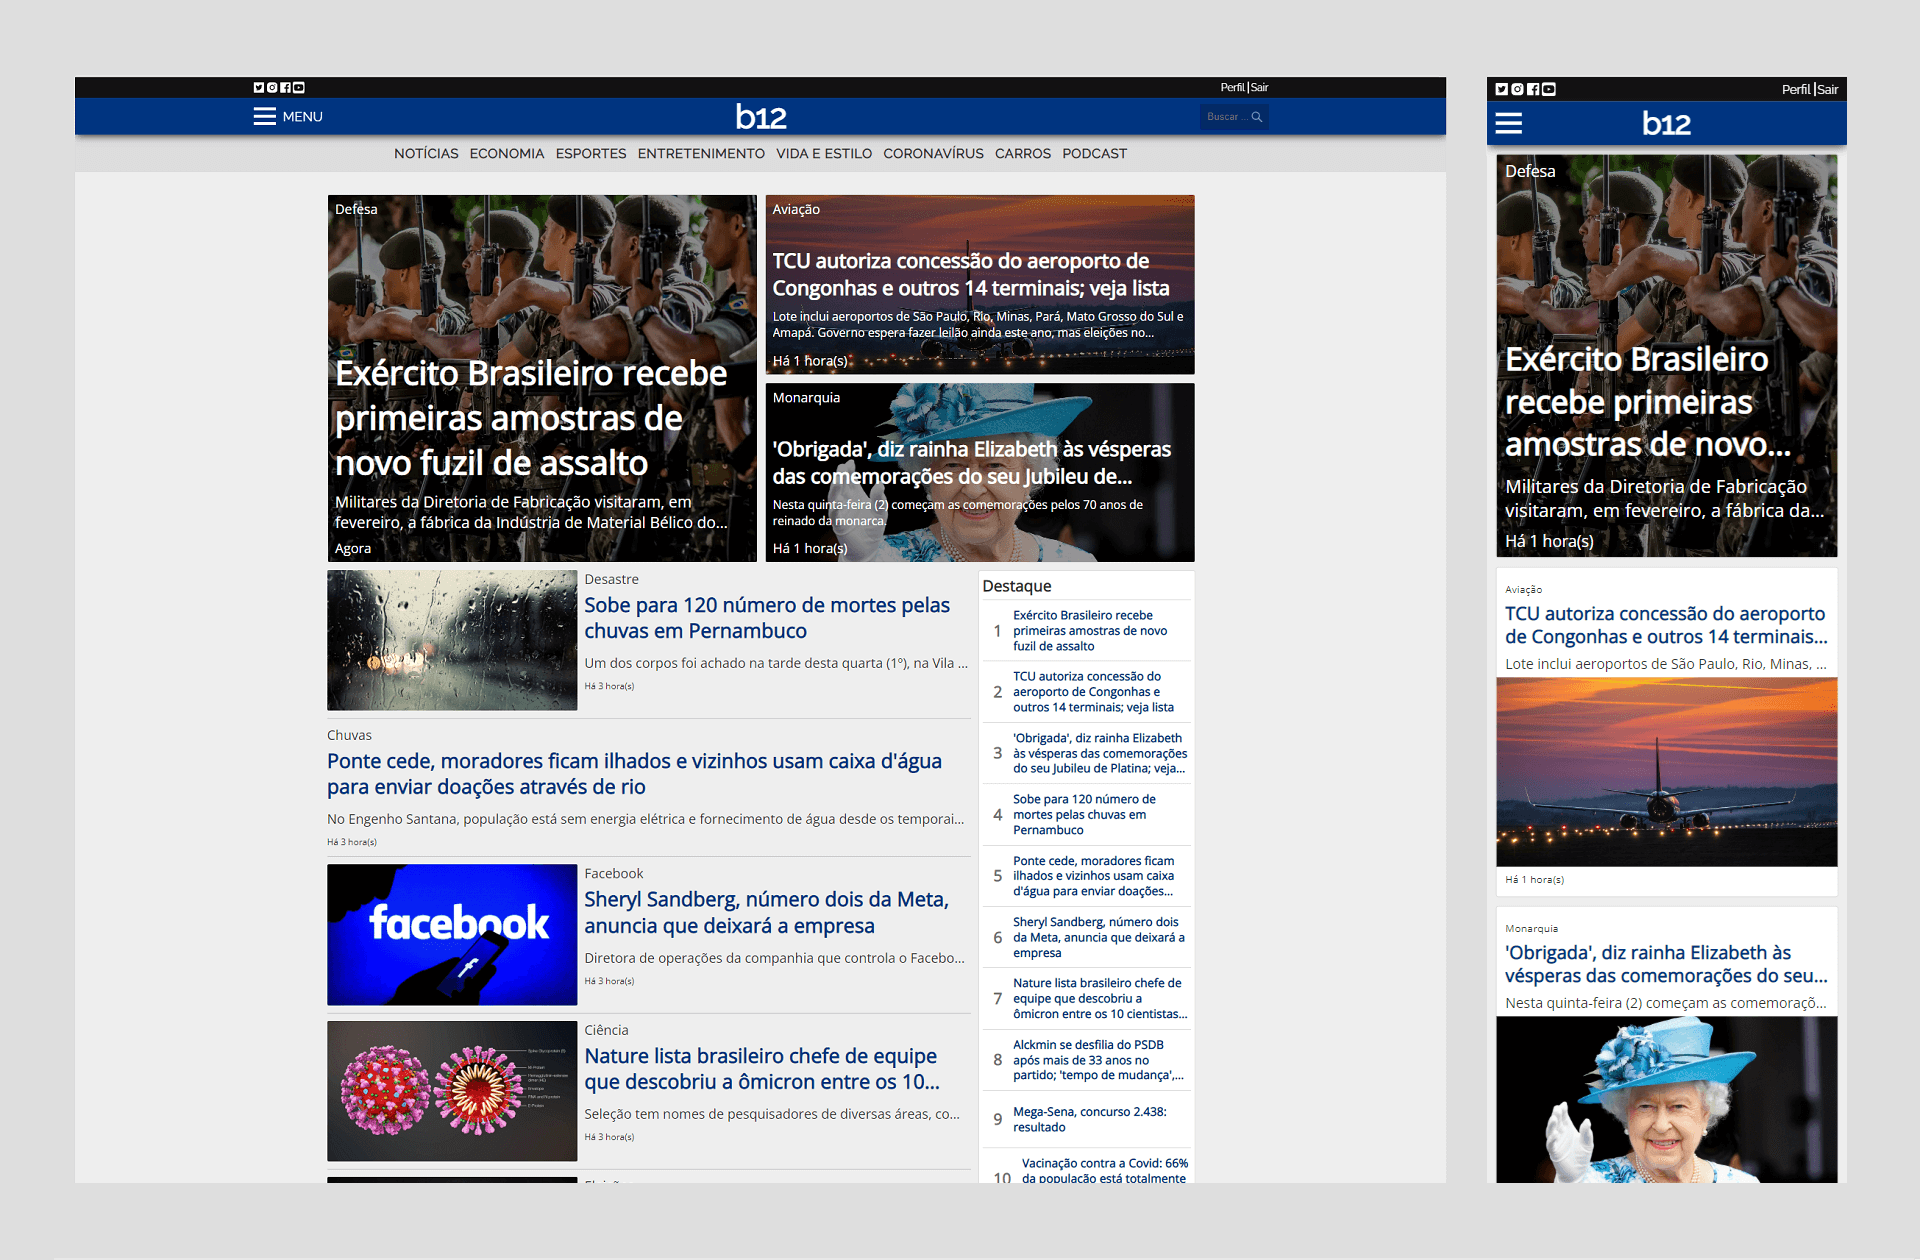 Perfil|Sair
MENU
b12
Buscar ...
NOTÍCIAS ECONOMIA ESPORTES ENTRETENIMENTO VIDA E ESTILO CORONAVÍRUS CARROS PODCAST
Defesa
Exército Brasileiro recebe
primeiras amostras de
novo fuzil de assalto
Militares da Diretoria de Fabricação visitaram, em
fevereiro, a fábrica da Indústria de Material Bélico do...
Agora
Aviação
TCU autoriza concessão do aeroporto de
Congonhas e outros 14 terminais; veja lista
Lote inclui aeroportos de São Paulo, Rio, Minas, Pará, Mato Grosso do Sul e
Amapá. Governo espera fazer leilão ainda este ano, mas eleições no...
Há 1 hora(s)
Monarquia
'Obrigada', diz rainha Elizabeth às vésperas
das comemorações do seu Jubileu de...
Nesta quinta-feira (2) começam as comemorações pelos 70 anos de
reinado da monarca.
Há 1 hora(s)
Desastre
Sobe para 120 número de mortes pelas
chuvas em Pernambuco
Um dos corpos foi achado na tarde desta quarta (1º), na Vila ...
Há 3 hora(s)
Chuvas
Ponte cede, moradores ficam ilhados e vizinhos usam caixa d'água
para enviar doações através de rio
No Engenho Santana, população está sem energia elétrica e fornecimento de água desde os temporai...
Há 3 hora(s)
facebook
f
Facebook
Sheryl Sandberg, número dois da Meta,
anuncia que deixará a empresa
Diretora de operações da companhia que controla o Facebo...
Há 3 hora(s)
Ciência
Nature lista brasileiro chefe de equipe
que descobriu a ômicron entre os 10...
Seleção tem nomes de pesquisadores de diversas áreas, co...
Há 3 hora(s)
Destaque
1 Exército Brasileiro recebe
primeiras amostras de novo
fuzil de assalto
2 TCU autoriza concessão do
aeroporto de Congonhas e
outros 14 terminais; veja lista
3 'Obrigada', diz rainha Elizabeth
às vésperas das comemorações
do seu Jubileu de Platina; veja...
4 Sobe para 120 número de
mortes pelas chuvas em
Pernambuco
5 Ponte cede, moradores ficam
ilhados e vizinhos usam caixa
d'água para enviar doações...
6 Sheryl Sandberg, número dois
da Meta, anuncia que deixará a
empresa
7 Nature lista brasileiro chefe de
equipe que descobriu a
ômicron entre os 10 cientistas...
8 Alckmin se desfilia do PSDB
após mais de 33 anos no
partido; 'tempo de mudança',...
9 Mega-Sena, concurso 2.438:
resultado
10 Vacinação contra a Covid: 66%
da população está totalmente
Perfil|Sair
b12
Defesa
Exército Brasileiro
recebe primeiras
amostras de novo...
Militares da Diretoria de Fabricação
visitaram, em fevereiro, a fábrica da...
Há 1 hora(s)
Aviação
TCU autoriza concessão do aeroporto
de Congonhas e outros 14 terminais...
Lote inclui aeroportos de São Paulo, Rio, Minas, ...
Há 1 hora(s)
Monarquia
'Obrigada', diz rainha Elizabeth às
vésperas das comemorações do seu...
Nesta quinta-feira (2) começam as comemoraçõ...